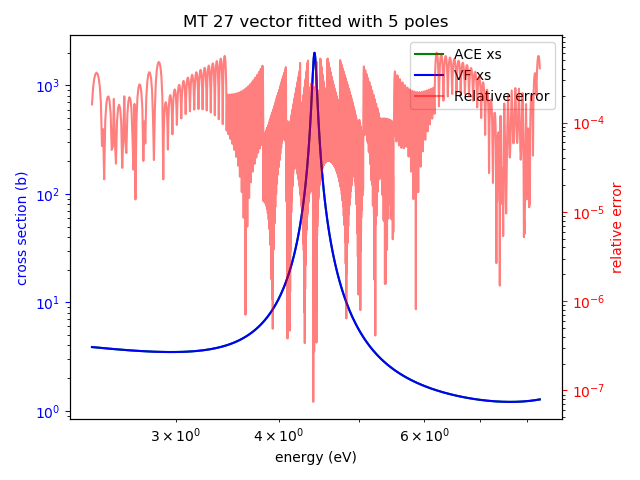 MT 27 vector fitted with 5 poles
ACE xs
VF xs
Relative error
cross section (b)
10³
10²
10¹
10⁰
relative error
10⁻⁴
10⁻⁵
10⁻⁶
10⁻⁷
3 × 10⁰
4 × 10⁰
6 × 10⁰
energy (eV)